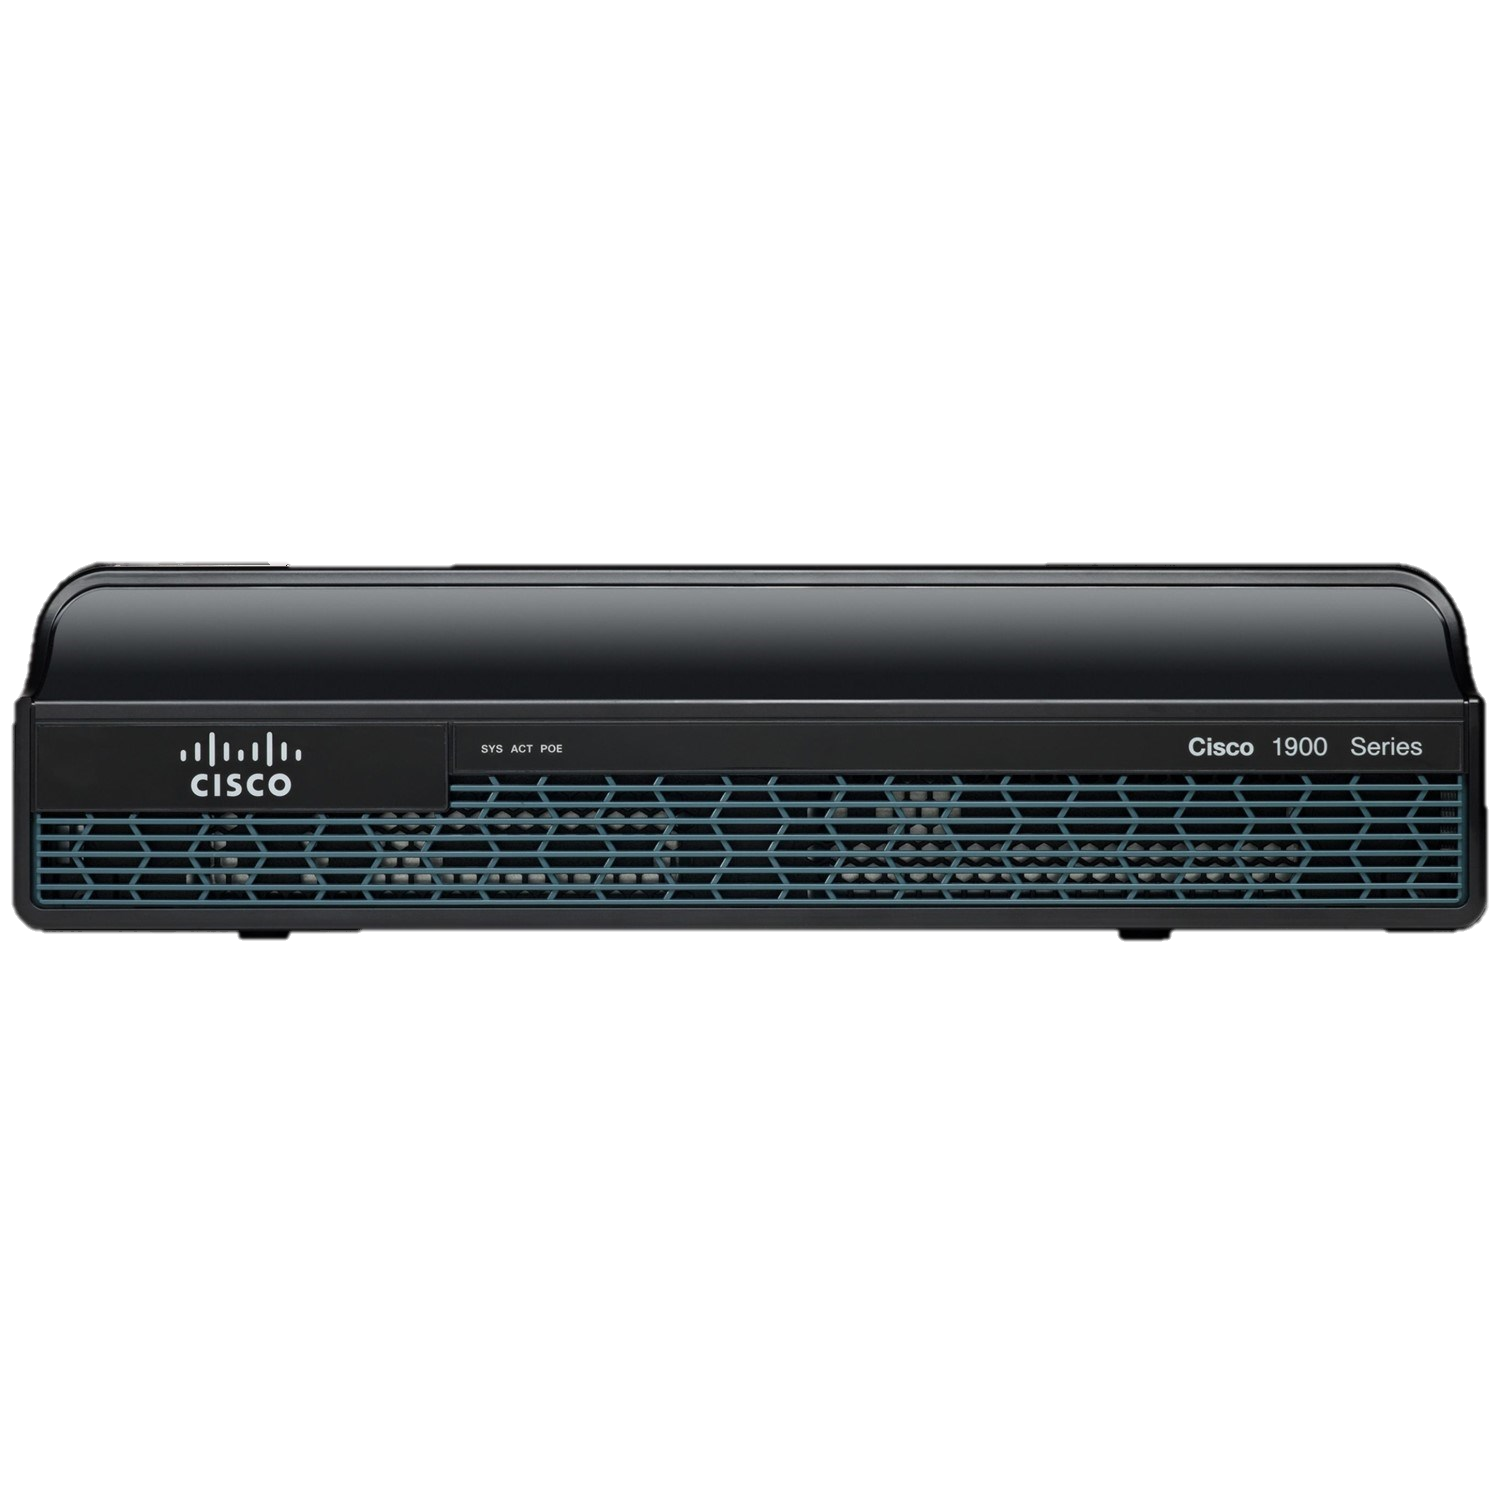 CISCO
SYS ACT POE
Cisco 1900 Series